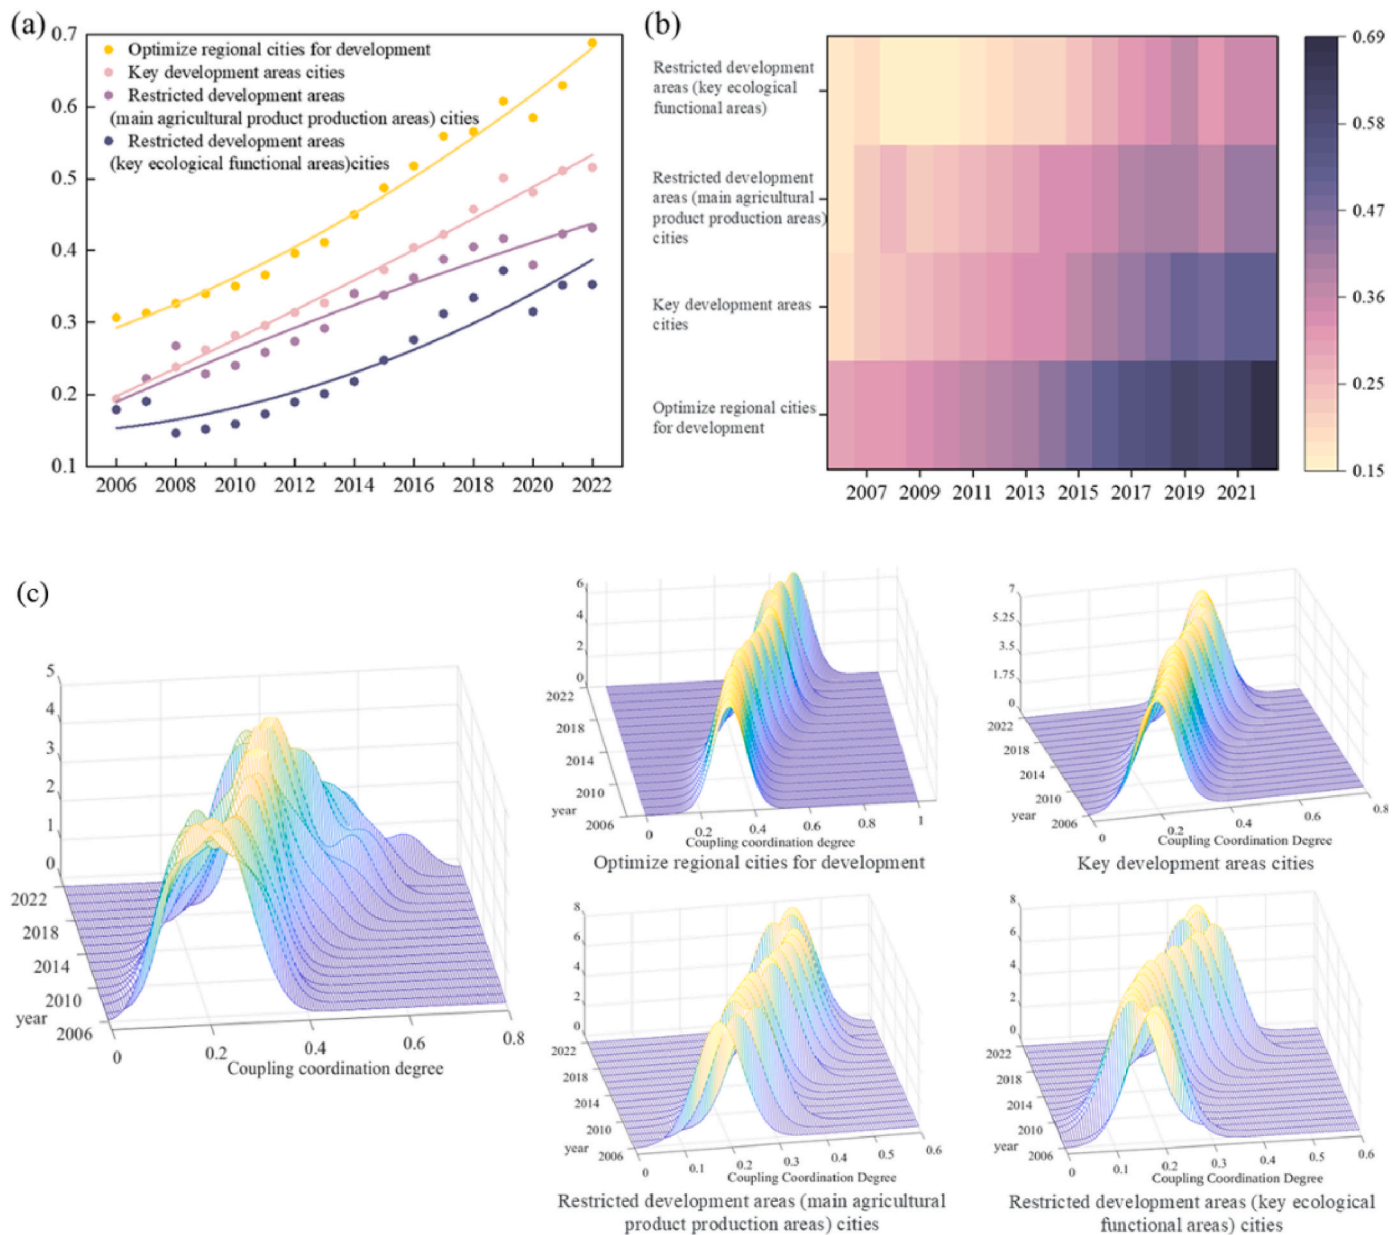 (a)
0.7
0.6
0.5
0.4
0.3
0.2
0.1
Optimize regional cities for development
Key development areas cities
Restricted development areas
(main agricultural product production areas) cities
Restricted development areas
(key ecological functional areas)cities
2006 2008 2010 2012 2014 2016 2018 2020 2022
(b)
Restricted development
areas (key ecological
functional areas)
Restricted development
areas (main agricultural
product production areas)
cities
Key development areas
cities
Optimize regional cities
for development
2007 2009 2011 2013 2015 2017 2019 2021
0.69
0.58
0.47
0.36
0.25
0.15
(c)
5
4
3
2
1
0
2022
2018
2014
2010
year
2006
0 0.2 0.4 0.6 0.8
Coupling coordination degree
6
4
2
0
2022
2018
2014
2010
year
2006
0 0.2 0.4 0.6 0.8 1
Coupling coordination degree
Optimize regional cities for development
7
5.25
3.5
1.75
0
2022
2018
2014
2010
year
2006
0 0.2 0.4 0.6 0.8
Coupling Coordination Degree
Key development areas cities
8
6
4
2
0
2022
2018
2014
2010
year
2006
0 0.1 0.2 0.3 0.4 0.5 0.6
Coupling Coordination Degree
Restricted development areas (main agricultural
product production areas) cities
8
6
4
2
0
2022
2018
2014
2010
year
2006
0 0.1 0.2 0.3 0.4 0.5 0.6
Coupling Coordination Degree
Restricted development areas (key ecological
functional areas) cities